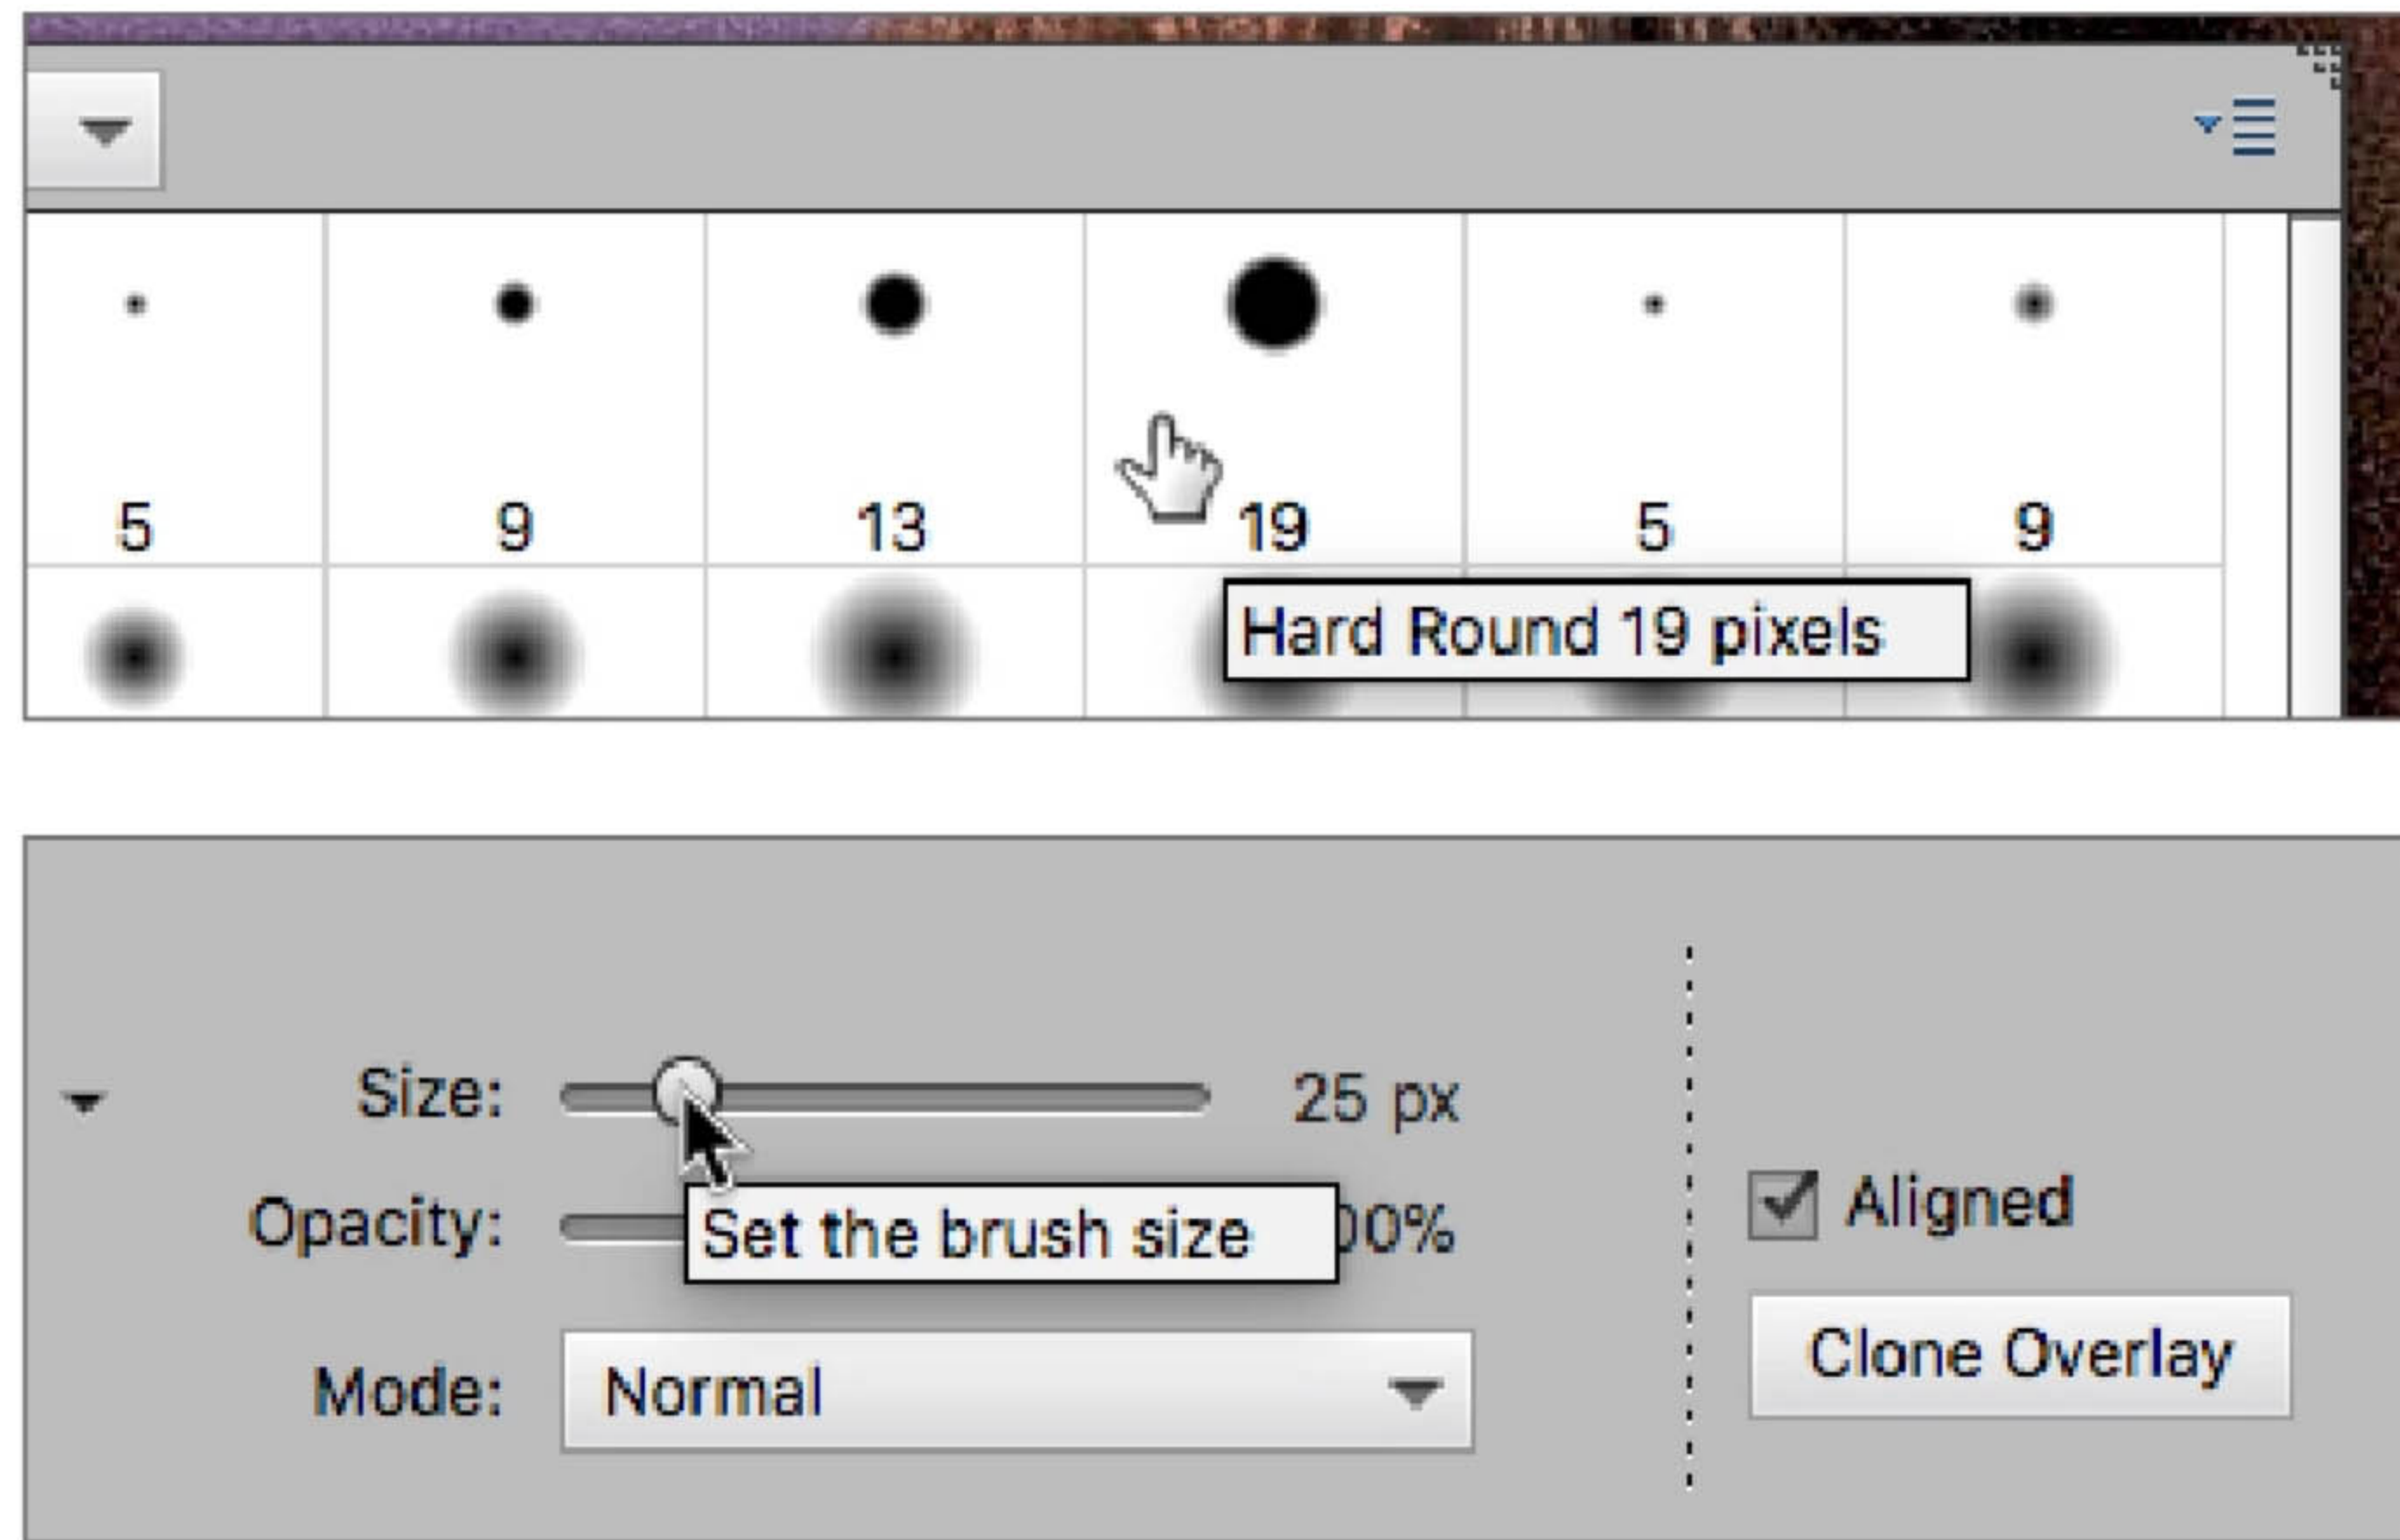 5 9 13 19 5 9
Hard Round 19 pixels
Size: 25 px
Opacity: 00%
Set the brush size
Aligned
Mode: Normal
Clone Overlay